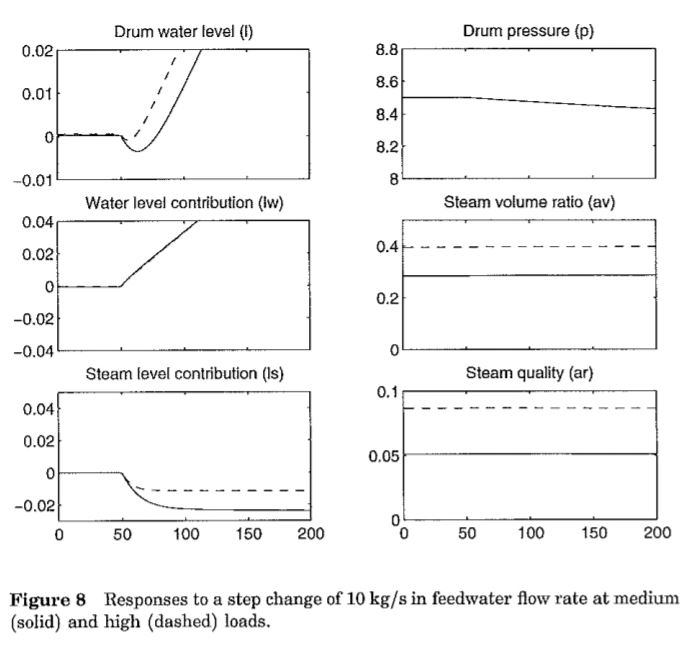 Drum water level (l)
0.02
0.01
0
−0.01
Drum pressure (p)
8.8
8.6
8.4
8.2
8
Water level contribution (lw)
0.04
0.02
0
−0.02
−0.04
Steam volume ratio (av)
0.4
0.2
0
Steam level contribution (ls)
0.04
0.02
0
−0.02
0 50 100 150 200
Steam quality (ar)
0.1
0.05
0
0 50 100 150 200
Figure 8 Responses to a step change of 10 kg/s in feedwater flow rate at medium
(solid) and high (dashed) loads.